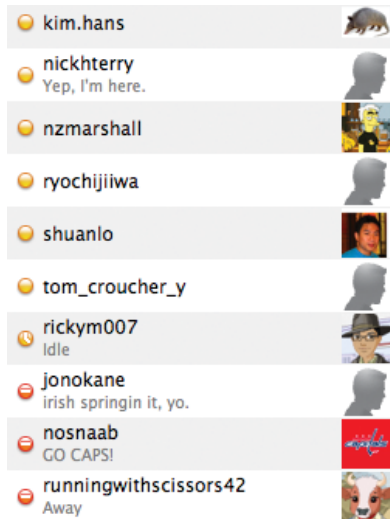 kim.hans
nickhterry
Yep, I'm here.
nzmarshall
ryochijiiwa
shuanlo
tom_croucher_y
rickym007
Idle
jonokane
irish springin it, yo.
nosnaab
GO CAPS!
runningwithscissors42
Away